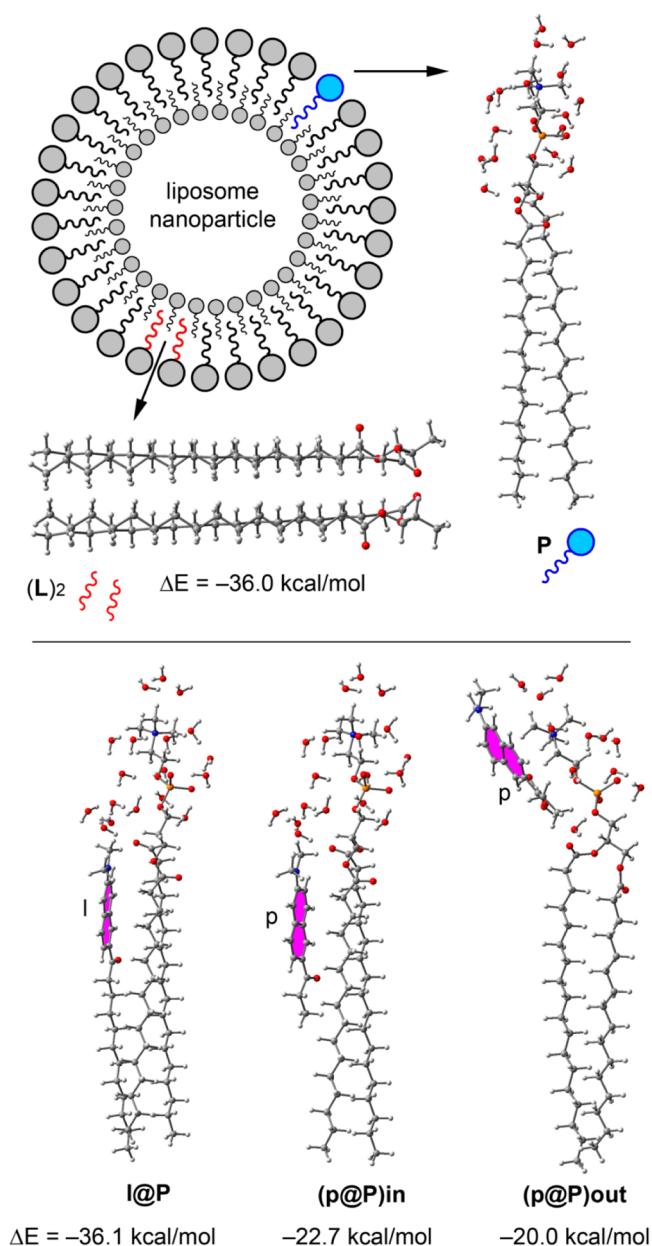 liposome
nanoparticle
P
(L)2
ΔE = –36.0 kcal/mol
l
p
p
l@P
(p@P)in
(p@P)out
ΔE = –36.1 kcal/mol
–22.7 kcal/mol
–20.0 kcal/mol